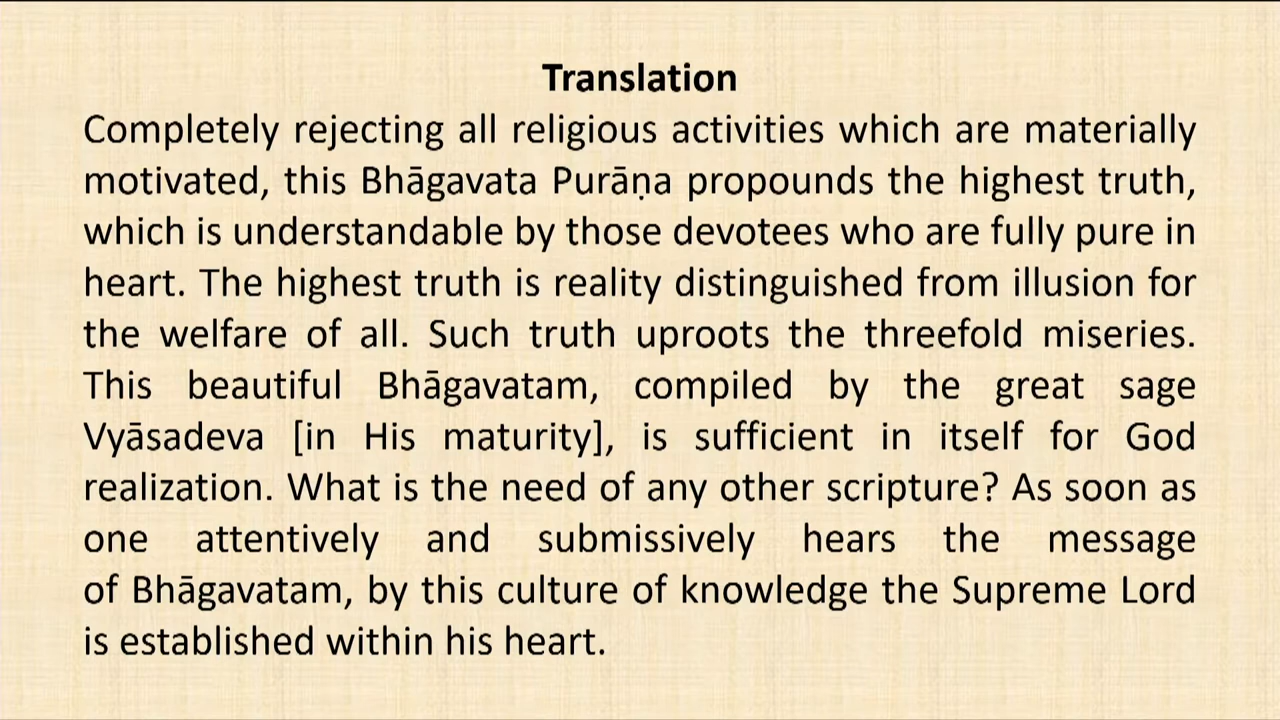 Translation
Completely rejecting all religious activities which are materially
motivated, this Bhāgavata Purāṇa propounds the highest truth,
which is understandable by those devotees who are fully pure in
heart. The highest truth is reality distinguished from illusion for
the welfare of all. Such truth uproots the threefold miseries.
This beautiful Bhāgavatam, compiled by the great sage
Vyāsadeva [in His maturity], is sufficient in itself for God
realization. What is the need of any other scripture? As soon as
one attentively and submissively hears the message
of Bhāgavatam, by this culture of knowledge the Supreme Lord
is established within his heart.